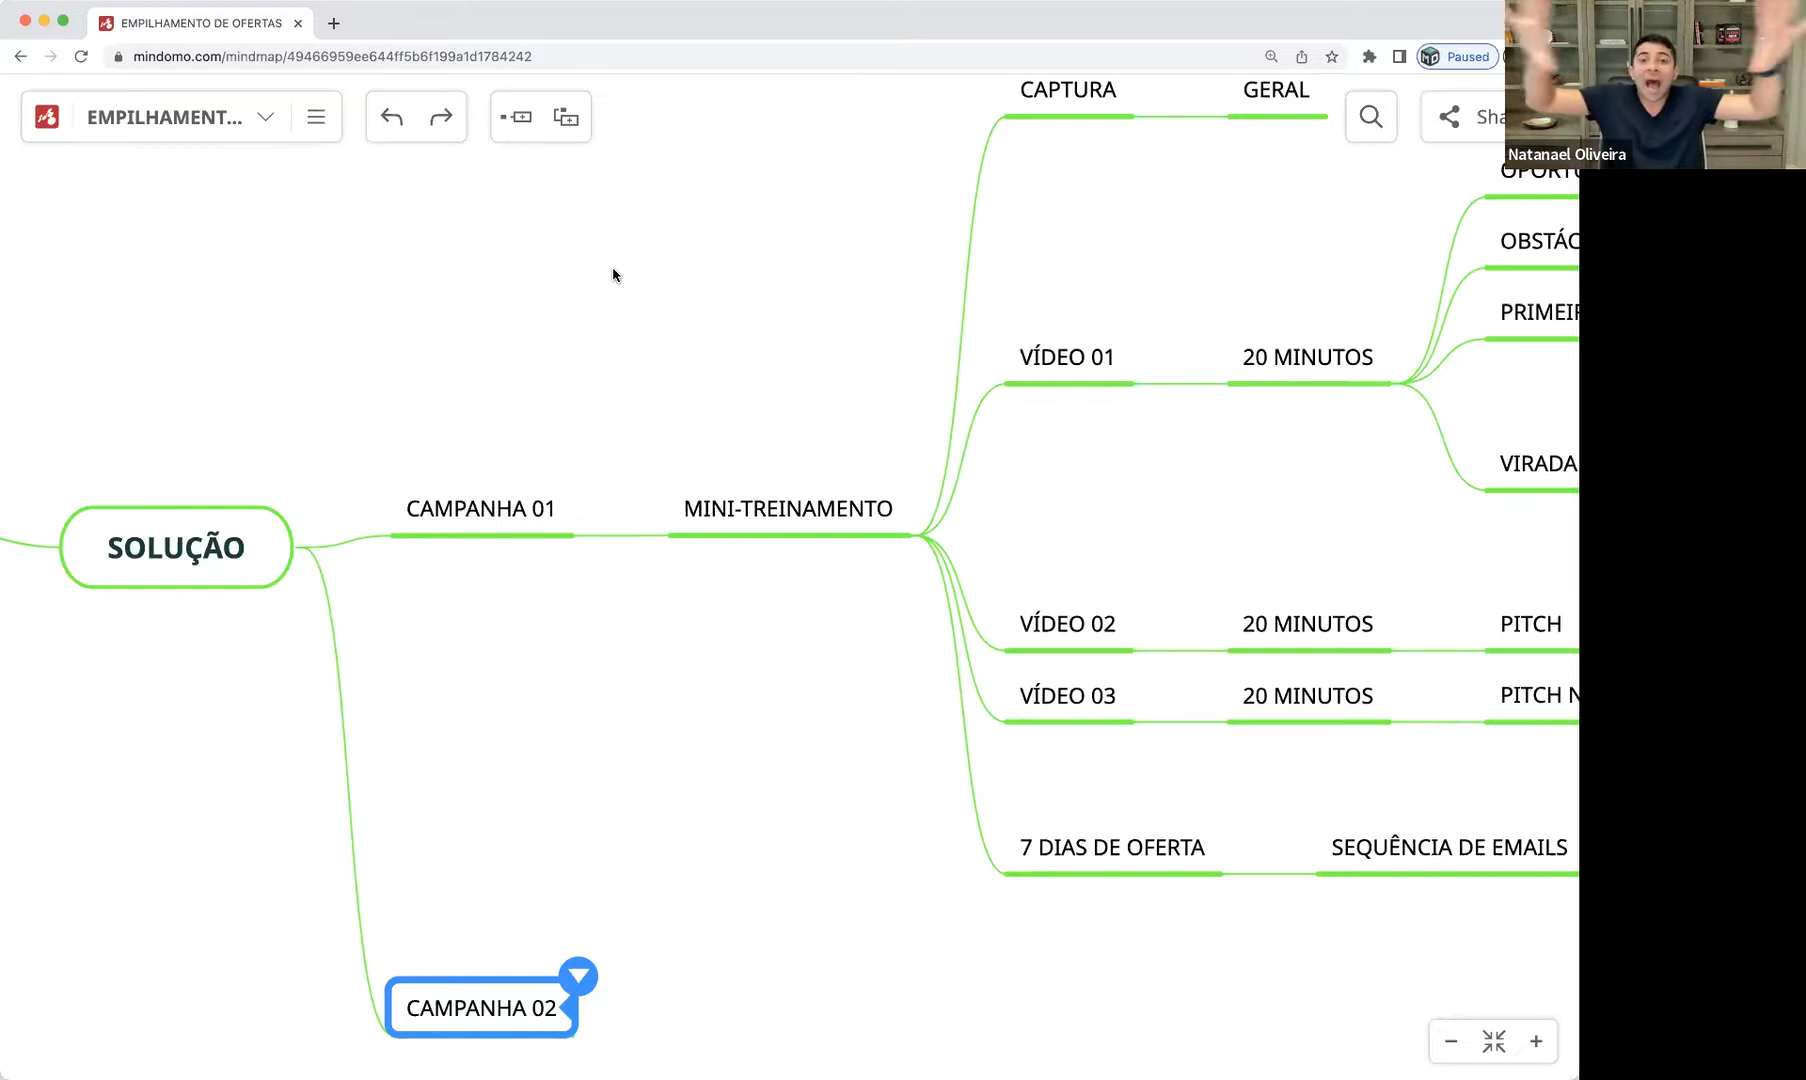 EMPILHAMENTO DE OFERTAS
mindomo.com/mindmap/49466959ee644ff5b6f199a1d1784242
Paused
EMPILHAMENT...
Sha
Natanael Oliveira
CAPTURA
GERAL
OPORTU
OBSTÁC
PRIMEIR
VÍDEO 01
20 MINUTOS
VIRADA
CAMPANHA 01
MINI-TREINAMENTO
SOLUÇÃO
VÍDEO 02
20 MINUTOS
PITCH
VÍDEO 03
20 MINUTOS
PITCH N
7 DIAS DE OFERTA
SEQUÊNCIA DE EMAILS
CAMPANHA 02